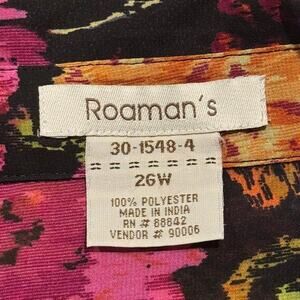 Roaman's
30-1548-4
= = = = = = = =
26W
100% POLYESTER
MADE IN INDIA
RN # 88842
VENDOR # 90006